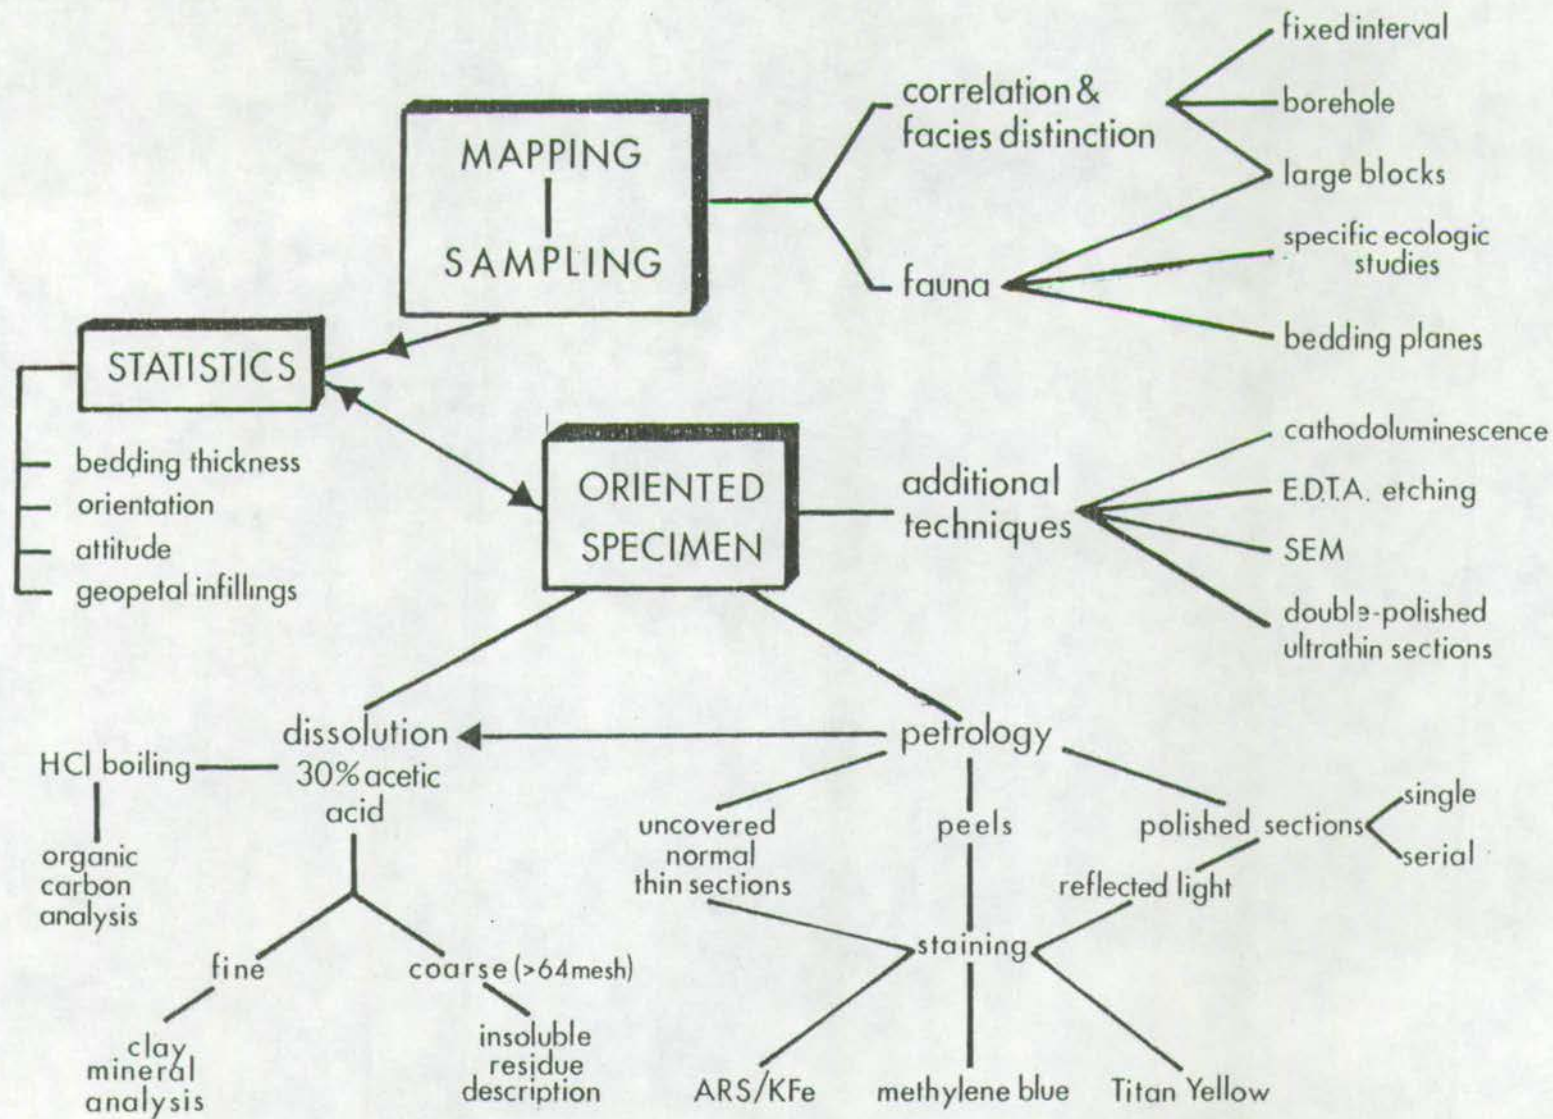 MAPPING
SAMPLING
correlation &
facies distinction
fixed interval
borehole
large blocks
fauna
specific ecologic
studies
bedding planes
STATISTICS
bedding thickness
orientation
attitude
geopetal infillings
ORIENTED
SPECIMEN
additional
techniques
cathodoluminescence
E.D.T.A. etching
SEM
double-polished
ultrathin sections
dissolution
30% acetic
acid
HCl boiling
organic
carbon
analysis
fine
clay
mineral
analysis
coarse (>64mesh)
insoluble
residue
description
petrology
uncovered
normal
thin sections
peels
polished sections
single
serial
reflected light
staining
ARS/KFe
methylene blue
Titan Yellow